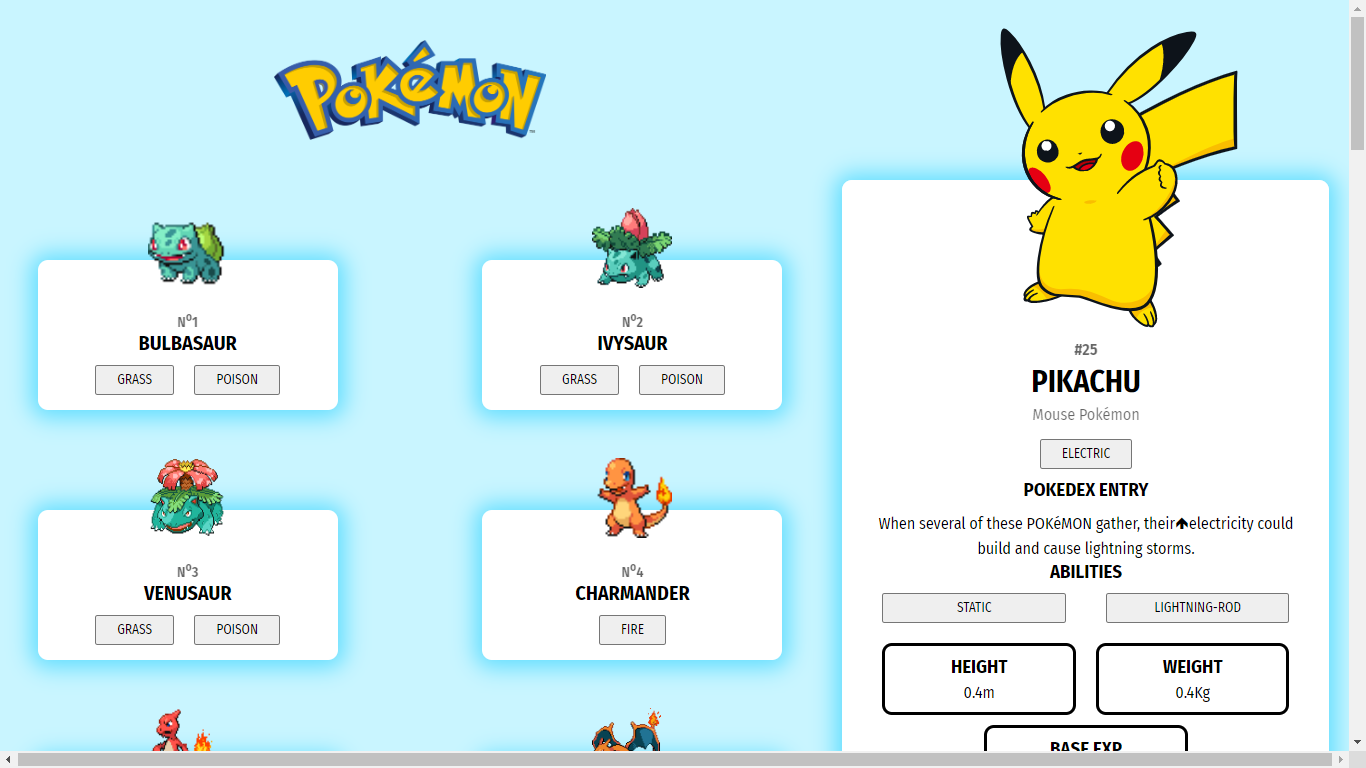 POKéMON
Nº1
BULBASAUR
GRASS POISON
Nº2
IVYSAUR
GRASS POISON
Nº3
VENUSAUR
GRASS POISON
Nº4
CHARMANDER
FIRE
#25
PIKACHU
Mouse Pokémon
ELECTRIC
POKEDEX ENTRY
When several of these POKéMON gather, their🡅electricity could
build and cause lightning storms.
ABILITIES
STATIC LIGHTNING-ROD
HEIGHT
0.4m
WEIGHT
0.4Kg
BASE EXP